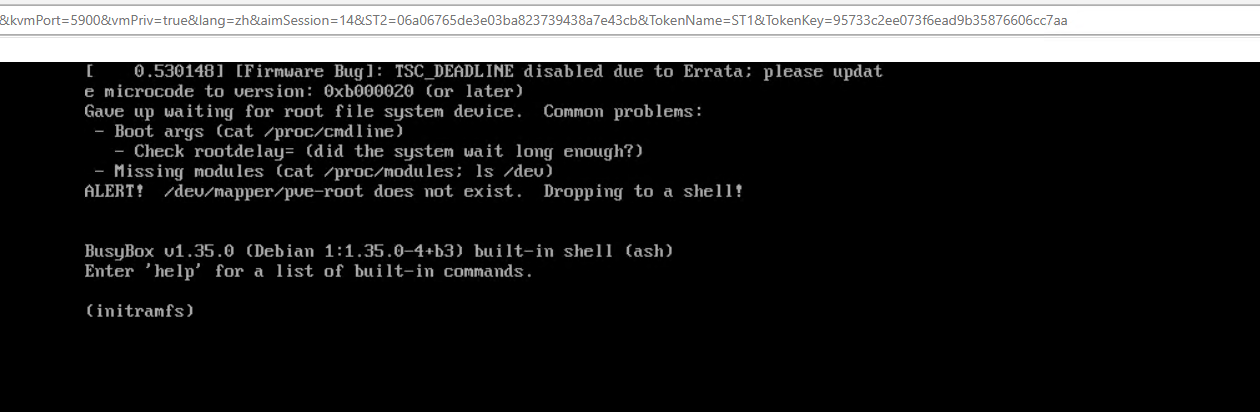 &kvmPort=5900&vmPriv=true&lang=zh&aimSession=14&ST2=06a06765de3e03ba823739438a7e43cb&TokenName=ST1&TokenKey=95733c2ee073f6ead9b35876606cc7aa
[    0.530148] [Firmware Bug]: TSC_DEADLINE disabled due to Errata; please updat
e microcode to version: 0xb000020 (or later)
Gave up waiting for root file system device.  Common problems:
 - Boot args (cat /proc/cmdline)
   - Check rootdelay= (did the system wait long enough?)
 - Missing modules (cat /proc/modules; ls /dev)
ALERT!  /dev/mapper/pve-root does not exist.  Dropping to a shell!
BusyBox v1.35.0 (Debian 1:1.35.0-4+b3) built-in shell (ash)
Enter 'help' for a list of built-in commands.
(initramfs)